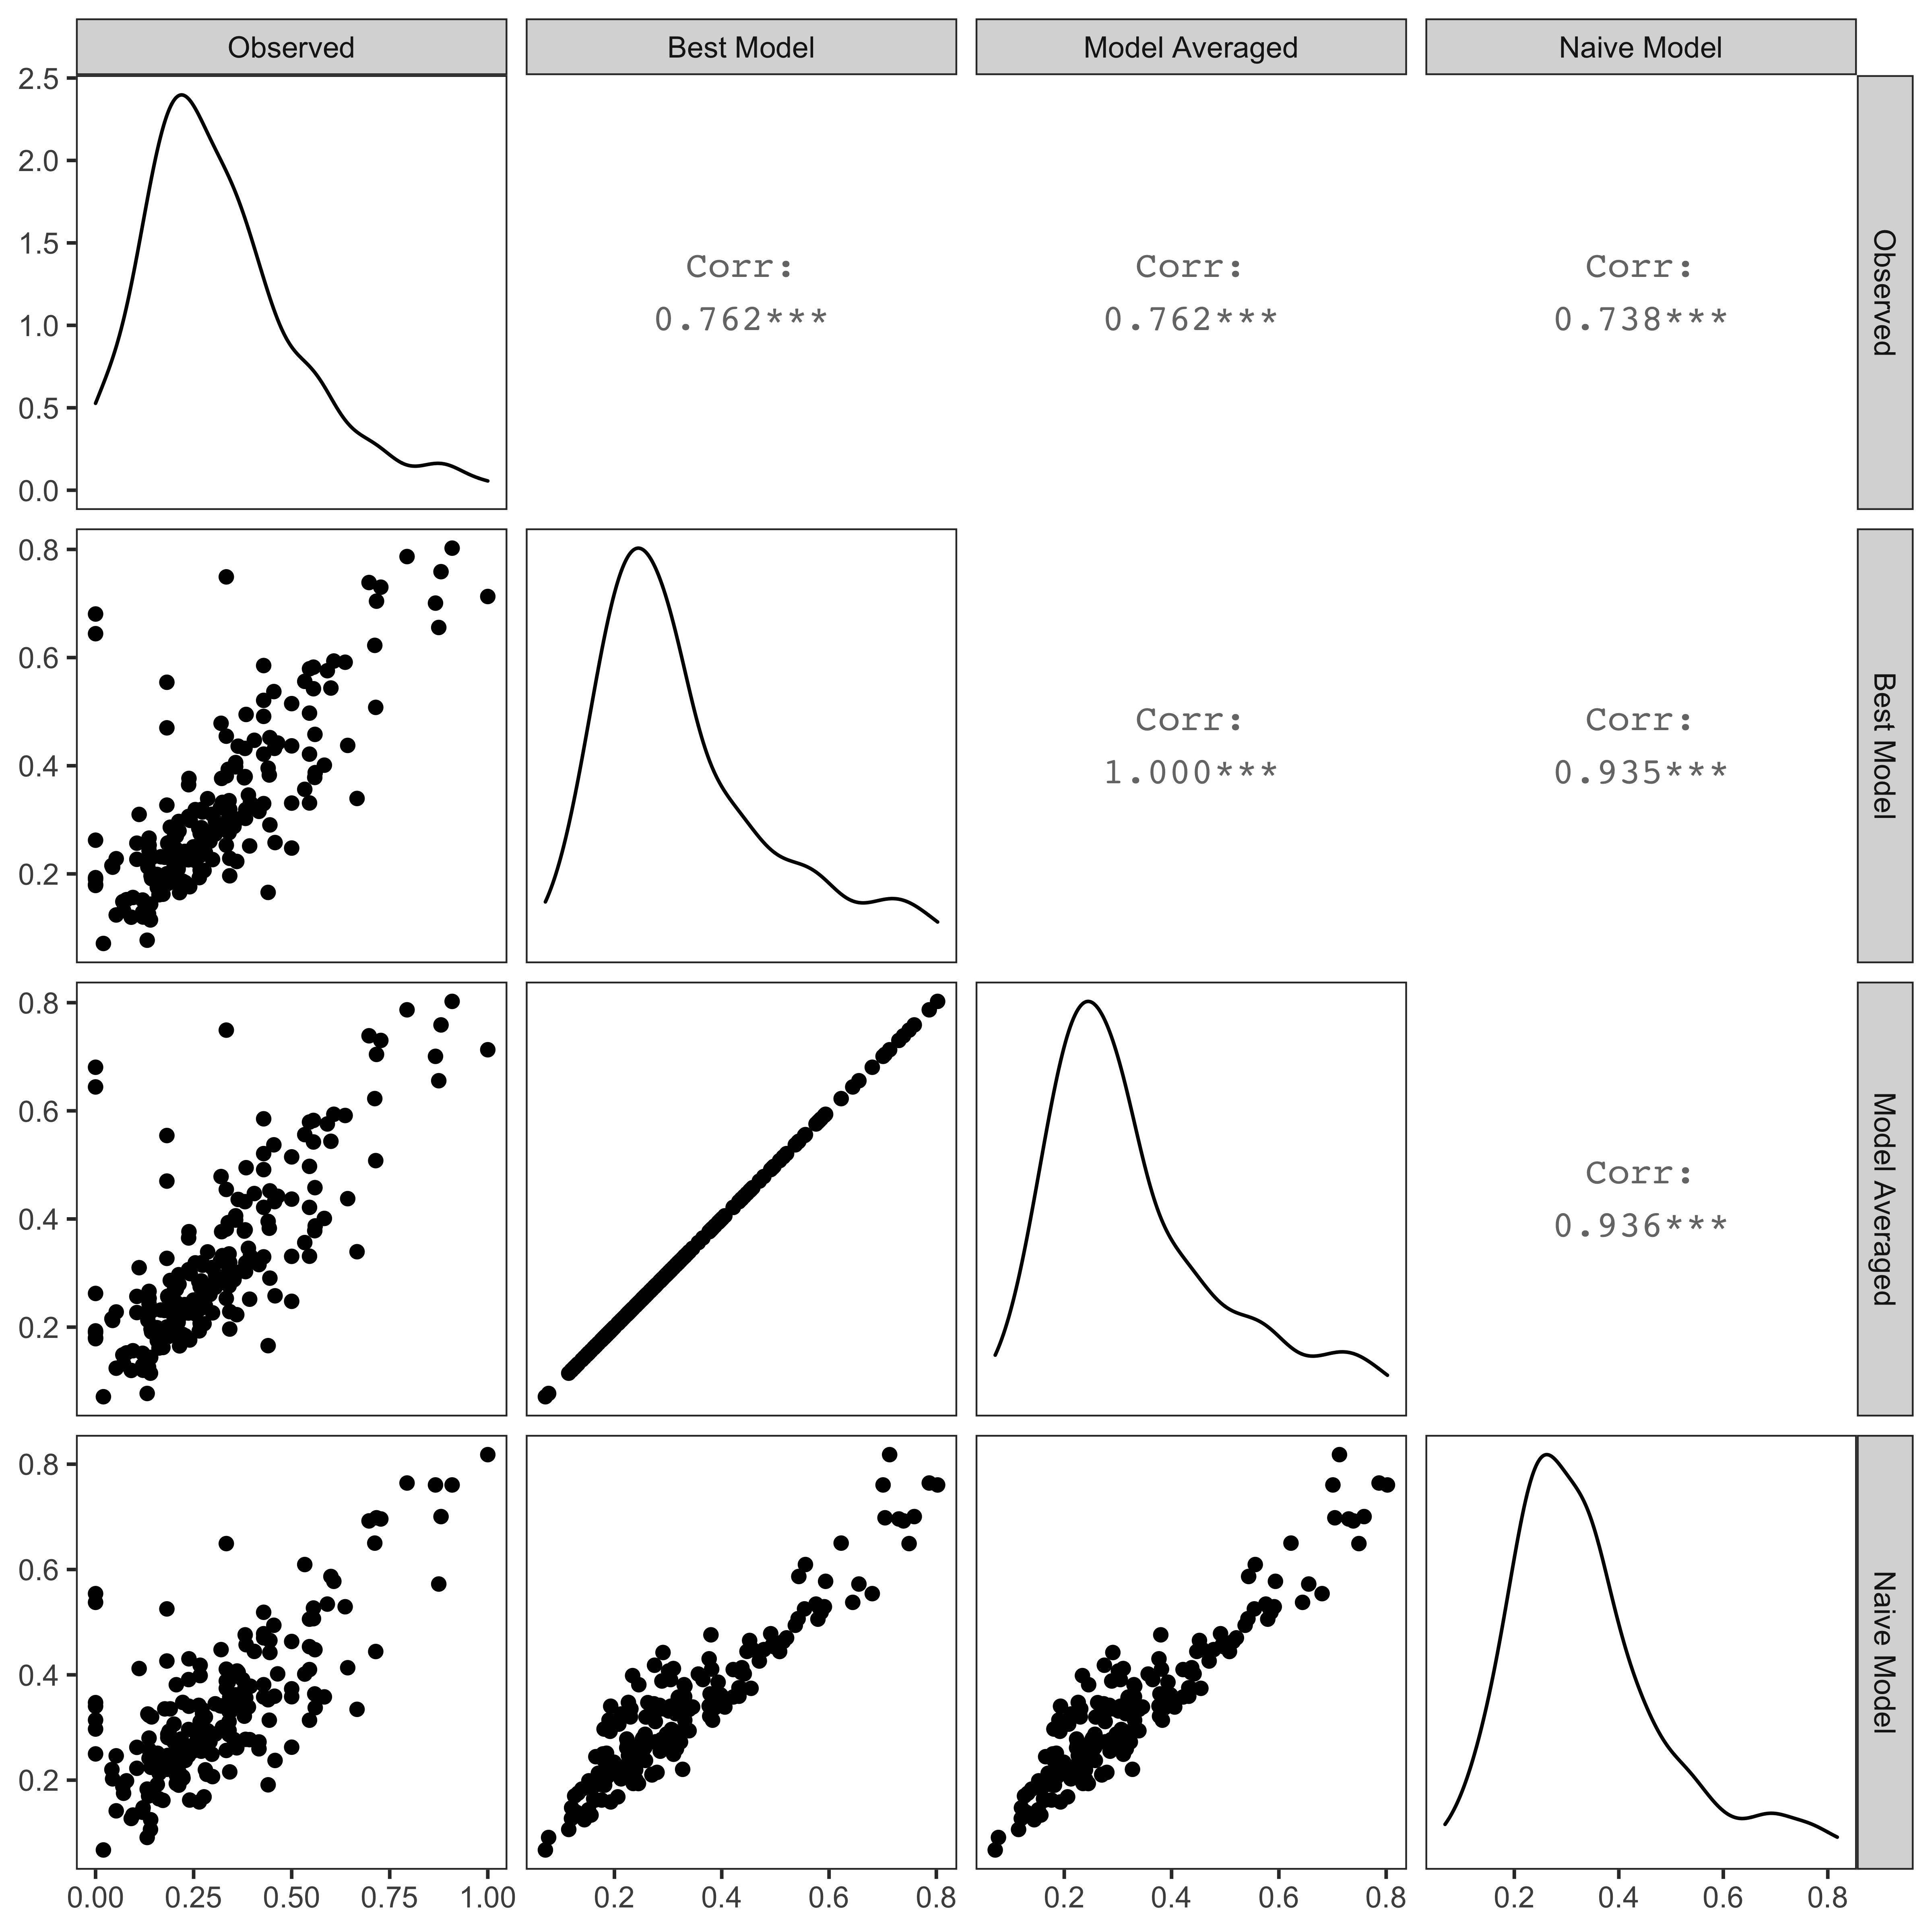 Observed
Best Model
Model Averaged
Naive Model
2.5
2.0
1.5
1.0
0.5
0.0
Corr:
0.762***
Corr:
0.762***
Corr:
0.738***
Observed
0.8
0.6
0.4
0.2
Corr:
1.000***
Corr:
0.935***
Best Model
0.8
0.6
0.4
0.2
Corr:
0.936***
Model Averaged
0.8
0.6
0.4
0.2
Naive Model
0.00 0.25 0.50 0.75 1.00
0.2 0.4 0.6 0.8
0.2 0.4 0.6 0.8
0.2 0.4 0.6 0.8